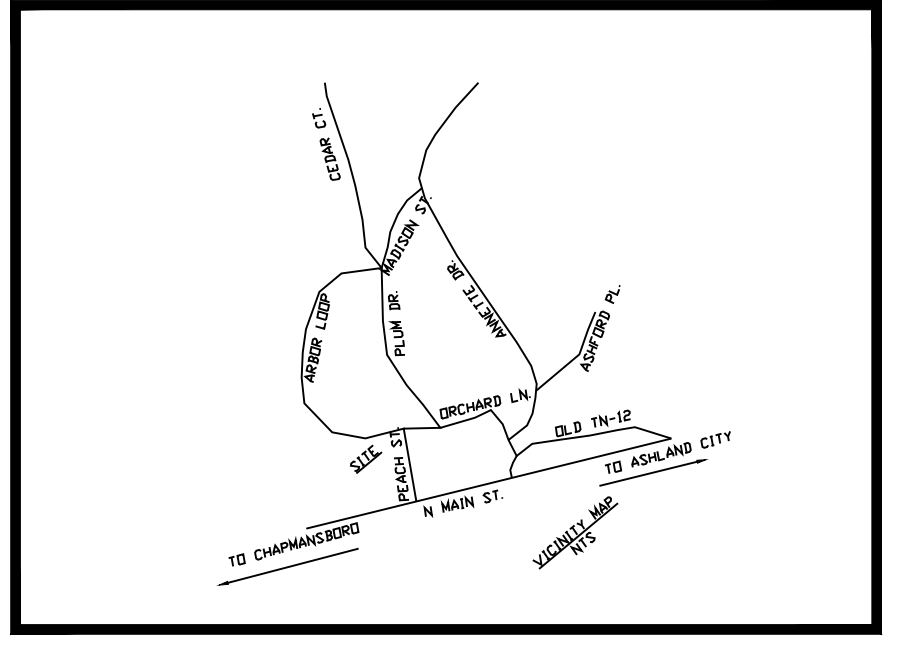 CEDAR CT.
MADISON ST.
ANNETTE DR.
ARBOR LOOP
PLUM DR.
ASHFORD PL.
ORCHARD LN.
OLD TN-12
SITE
PEACH ST.
TO ASHLAND CITY
N MAIN ST.
TO CHAPMANSBORO
VICINITY MAP
NTS